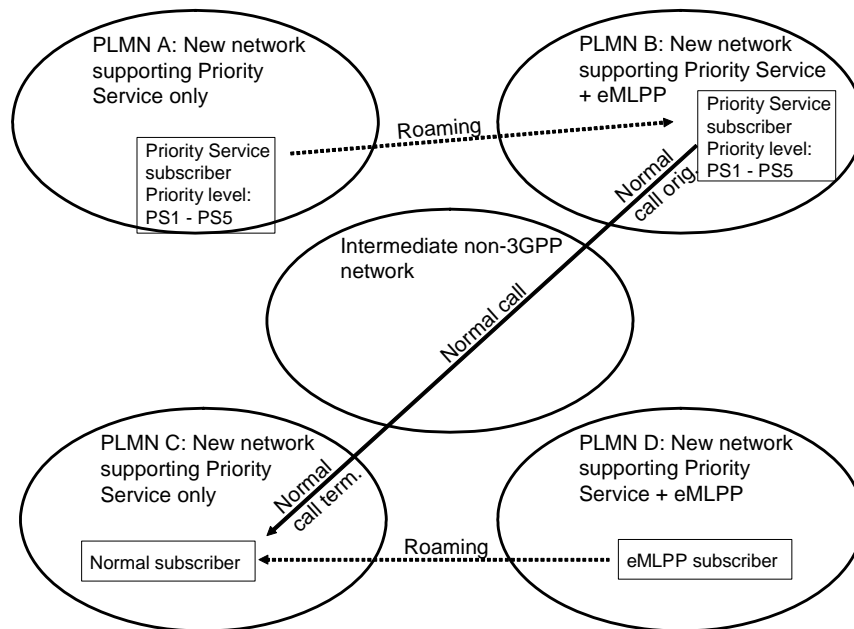 PLMN A: New network
supporting Priority
Service only
PLMN B: New network
supporting Priority Service
+ eMLPP
Roaming
Priority Service
subscriber
Priority level:
PS1 - PS5
Priority Service
subscriber
Priority level:
PS1 - PS5
Normal
call orig.
Intermediate non-3GPP
network
Normal call
PLMN C: New network
supporting Priority
Service only
PLMN D: New network
supporting Priority
Service + eMLPP
Normal
call term.
Roaming
Normal subscriber
eMLPP subscriber